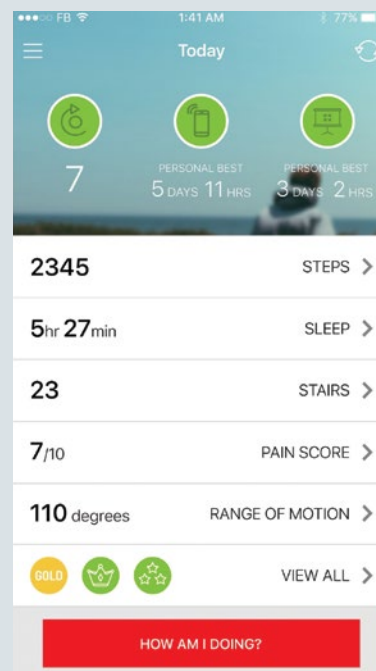 FB 1:41 AM 77%
Today
7
PERSONAL BEST
5 DAYS 11 HRS
PERSONAL BEST
3 DAYS 2 HRS
2345 STEPS
5hr 27min SLEEP
23 STAIRS
7/10 PAIN SCORE
110 degrees RANGE OF MOTION
GOLD VIEW ALL
HOW AM I DOING?